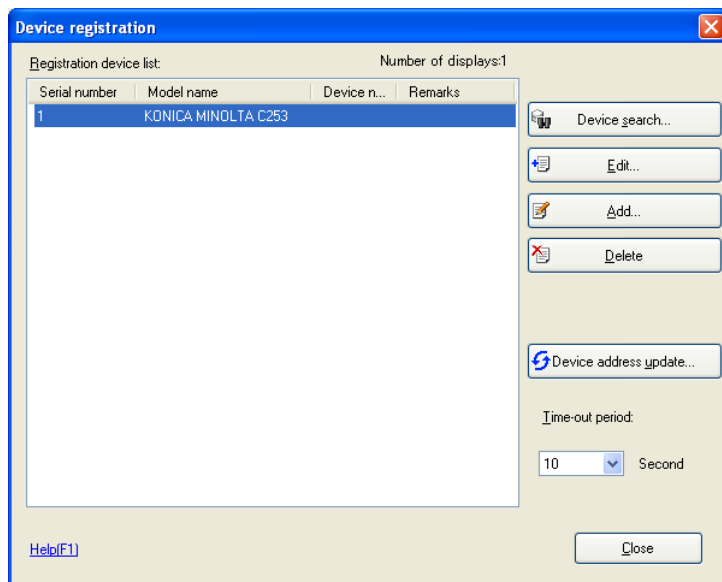 Device registration
Registration device list: Number of displays:1
Serial number Model name Device n... Remarks
1 KONICA MINOLTA C253
Device search...
Edit...
Add...
Delete
Device address update...
Time-out period:
10 Second
Help(F1) Close